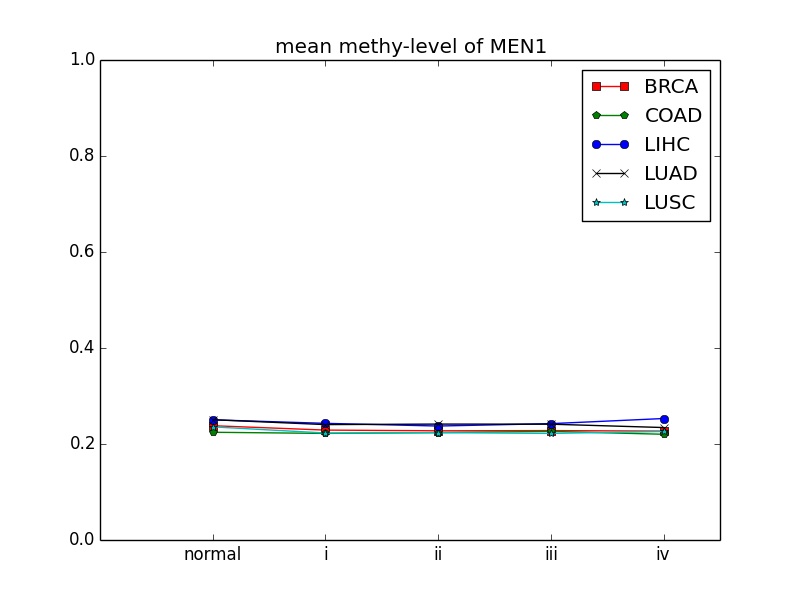 mean methy-level of MEN1
1.0
0.8
0.6
0.4
0.2
0.0
BRCA
COAD
LIHC
LUAD
LUSC
normal i ii iii iv